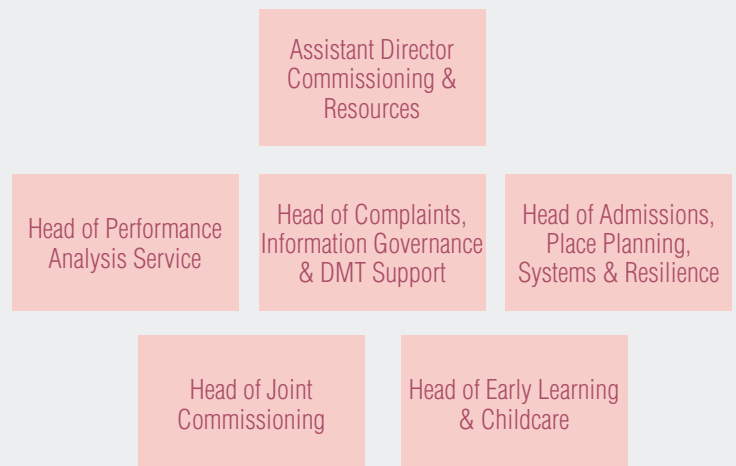 Assistant Director
Commissioning &
Resources
Head of Performance
Analysis Service
Head of Complaints,
Information Governance
& DMT Support
Head of Admissions,
Place Planning,
Systems & Resilience
Head of Joint
Commissioning
Head of Early Learning
& Childcare